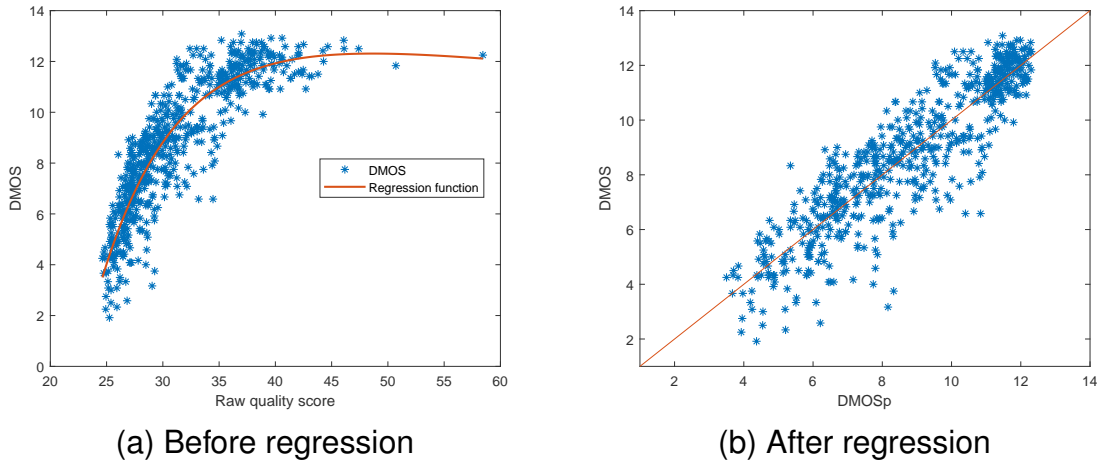 14
12
10
8
6
4
2
0
DMOS
20 25 30 35 40 45 50 55 60
Raw quality score
DMOS
Regression function
(a) Before regression
14
12
10
8
6
4
2
DMOS
2 4 6 8 10 12 14
DMOSp
(b) After regression